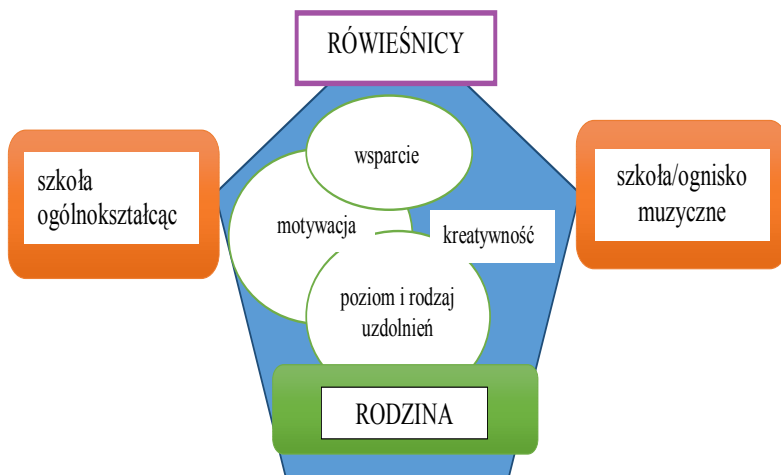 RÓWIEŚNICY
wsparcie
szkoła
ogólnokształcąc
szkoła/ognisko
muzyczne
motywacja
kreatywność
poziom i rodzaj
uzdolnień
RODZINA